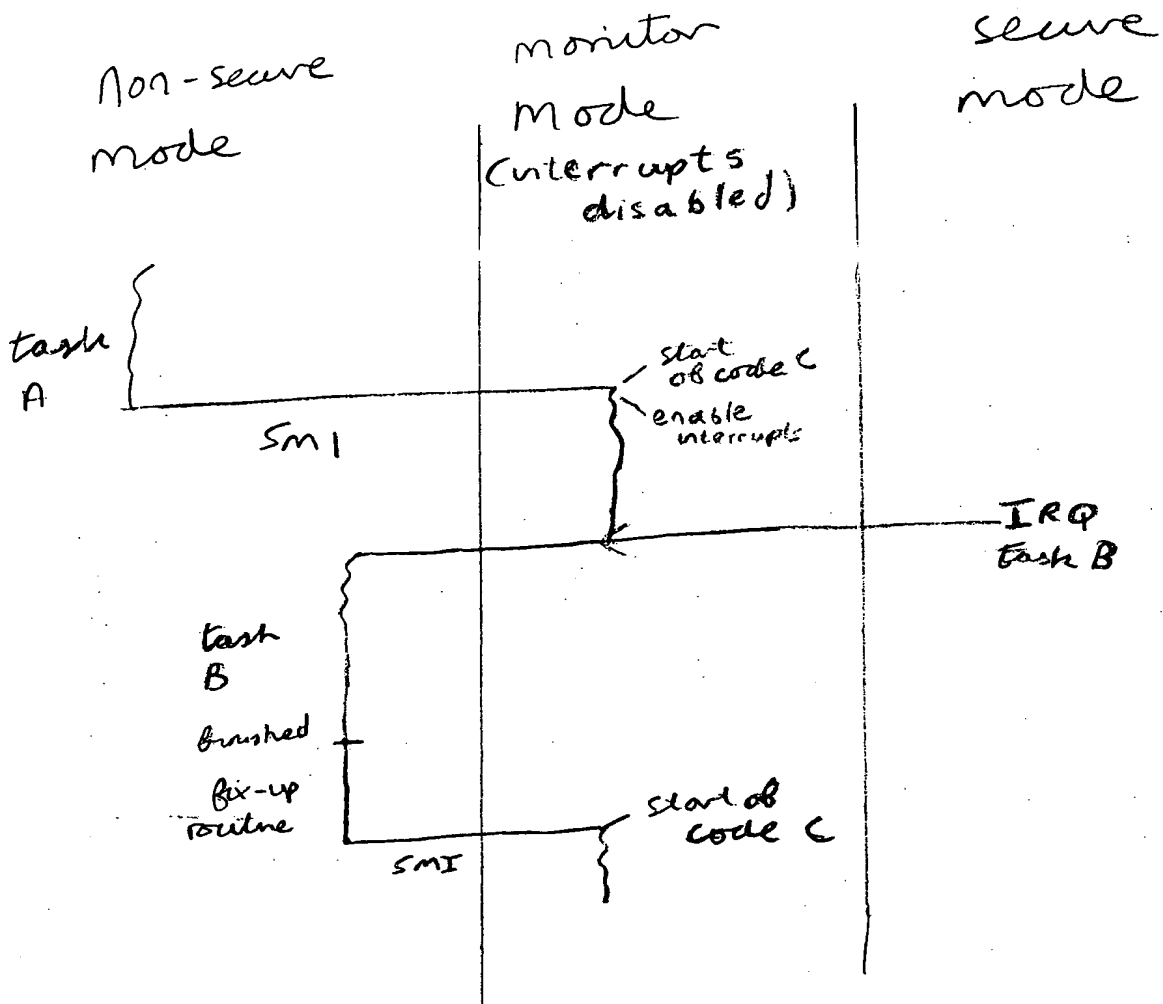 non-secure
mode
monitor
mode
(interrupts
disabled)
secure
mode
task
A
SMI
start
of code C
enable
interrupts
IRQ
task B
task
B
finished
fix-up
routine
SMI
start of
code C